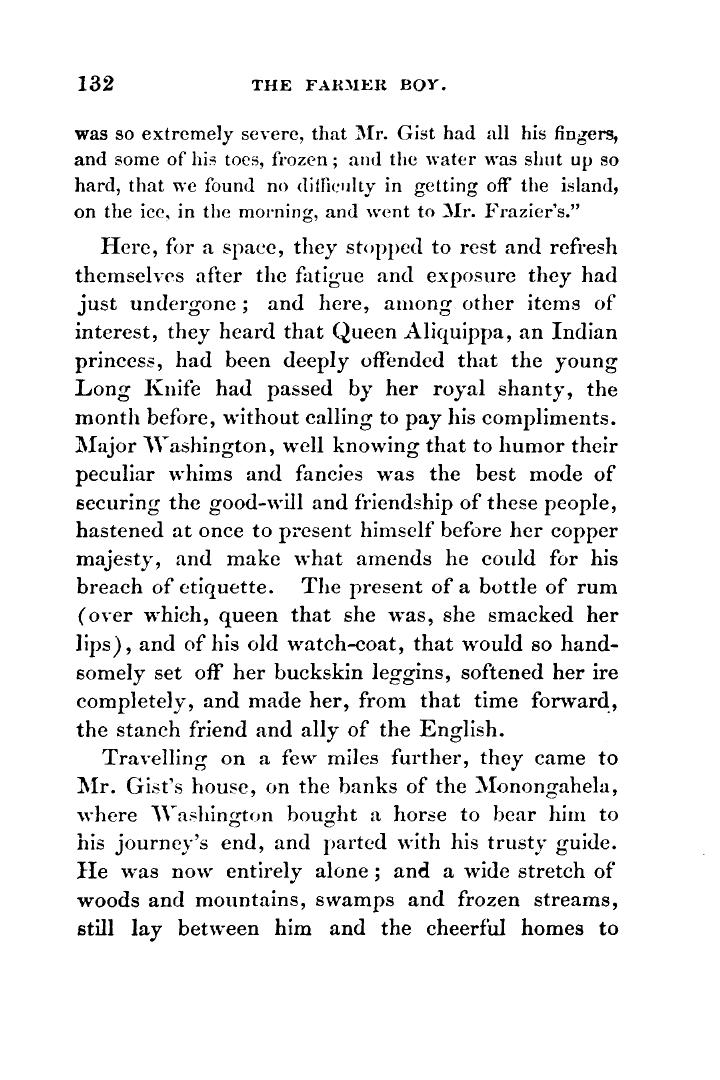 132 THE FARMER BOY.
was so extremely severe, that Mr. Gist had all his fingers,
and some of his toes, frozen; and the water was shut up so
hard, that we found no difficulty in getting off the island,
on the ice, in the morning, and went to Mr. Frazier's."
Here, for a space, they stopped to rest and refresh
themselves after the fatigue and exposure they had
just undergone; and here, among other items of
interest, they heard that Queen Aliquippa, an Indian
princess, had been deeply offended that the young
Long Knife had passed by her royal shanty, the
month before, without calling to pay his compliments.
Major Washington, well knowing that to humor their
peculiar whims and fancies was the best mode of
securing the good-will and friendship of these people,
hastened at once to present himself before her copper
majesty, and make what amends he could for his
breach of etiquette. The present of a bottle of rum
(over which, queen that she was, she smacked her
lips), and of his old watch-coat, that would so hand-
somely set off her buckskin leggins, softened her ire
completely, and made her, from that time forward,
the stanch friend and ally of the English.
Travelling on a few miles further, they came to
Mr. Gist's house, on the banks of the Monongahela,
where Washington bought a horse to bear him to
his journey's end, and parted with his trusty guide.
He was now entirely alone; and a wide stretch of
woods and mountains, swamps and frozen streams,
still lay between him and the cheerful homes to